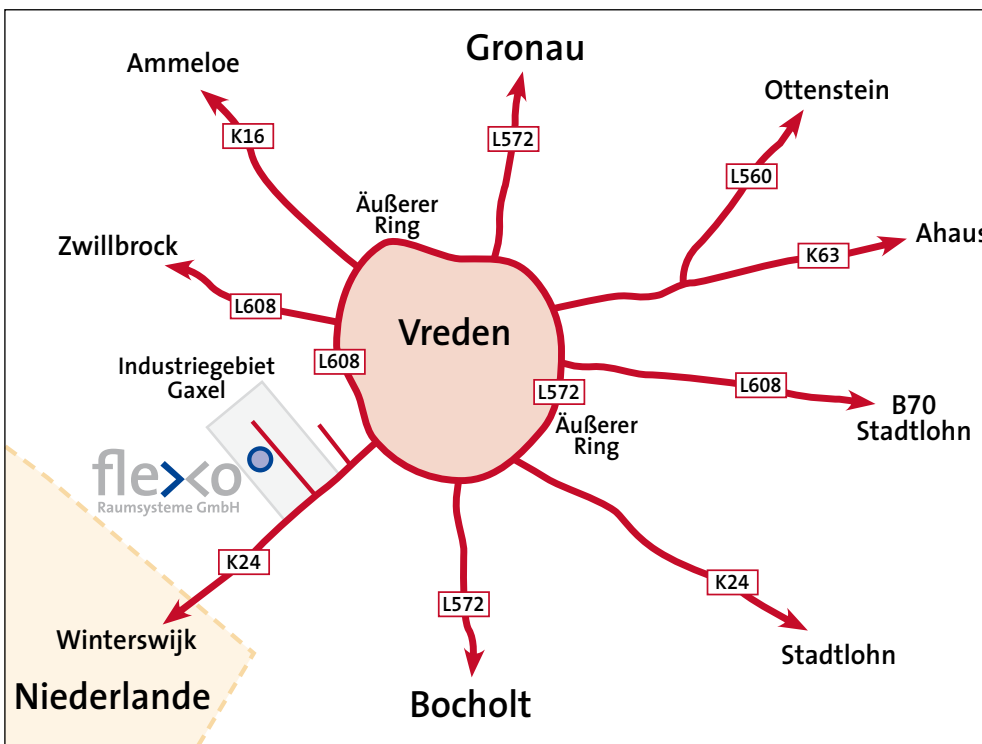 Gronau
Ammeloe
Ottenstein
K16
L572
L560
Äußerer
Ring
Ahaus
Zwillbrock
K63
L608
Vreden
Industriegebiet
Gaxel
L608
L572
L608
B70
Stadtlohn
Äußerer
Ring
flexo
Raumsysteme GmbH
K24
K24
L572
Winterswijk
Stadtlohn
Niederlande
Bocholt